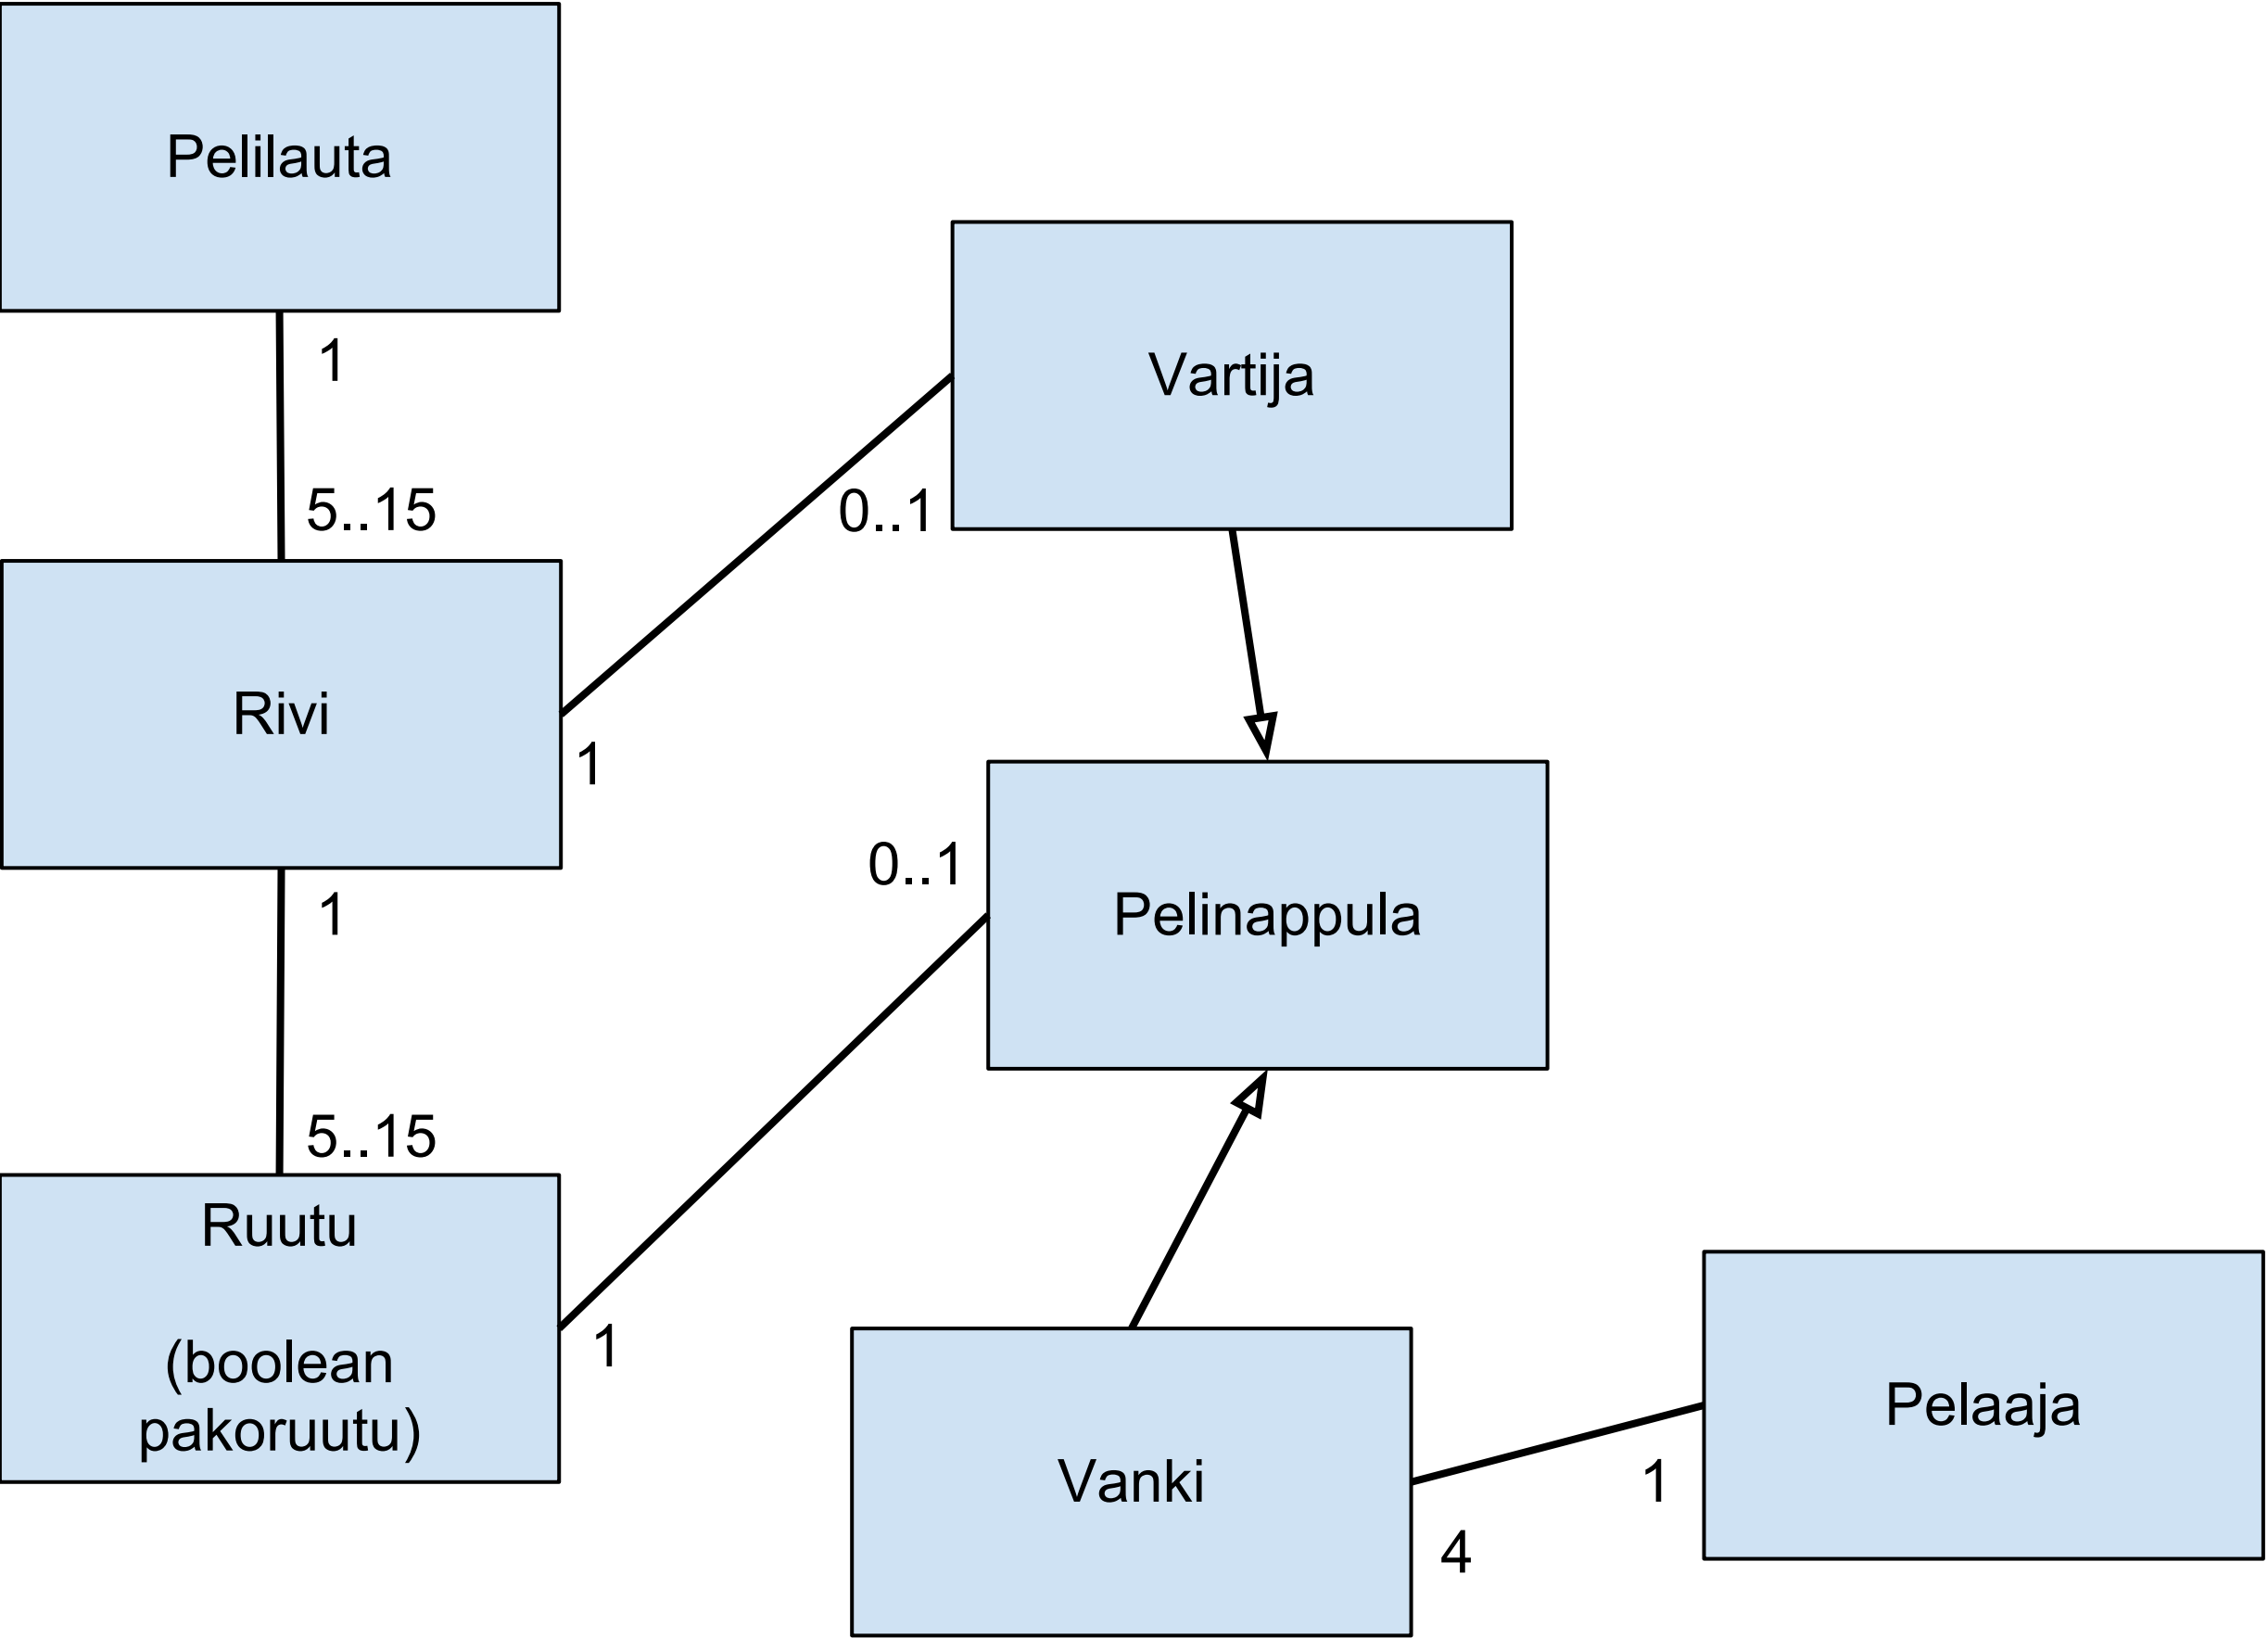 Pelilauta
1
5..15
Vartija
0..1
Rivi
1
1
0..1
Pelinappula
5..15
Ruutu
(boolean
pakoruutu)
1
Vanki
4
Pelaaja
1